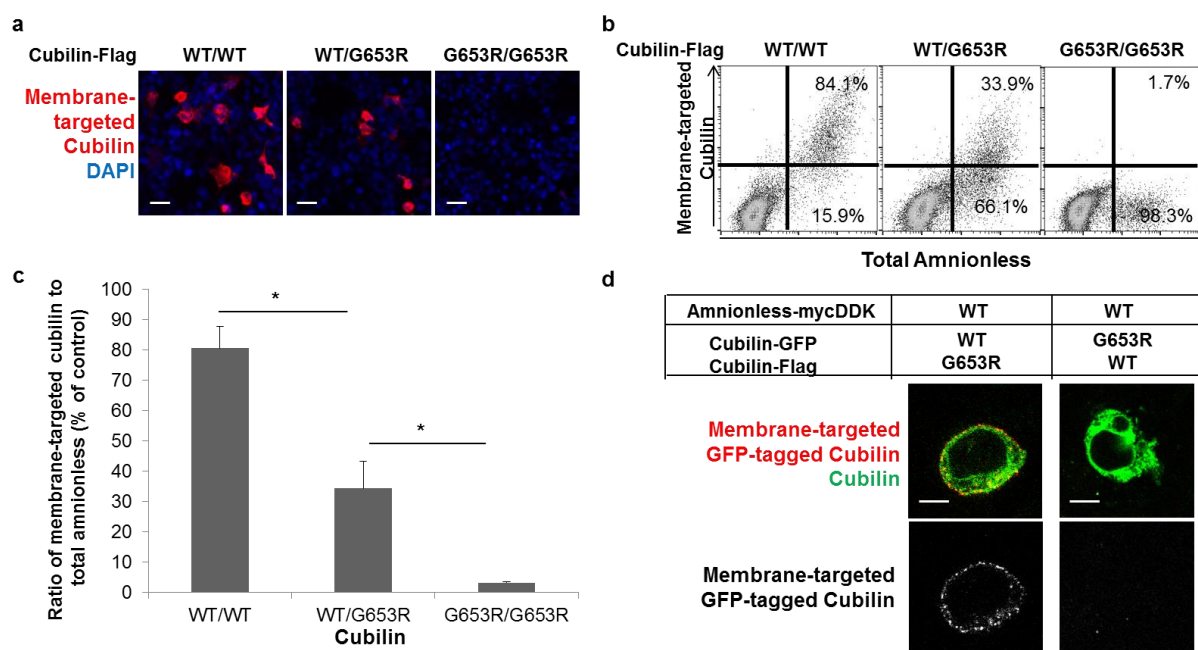 a
Cubilin-Flag WT/WT WT/G653R G653R/G653R
Membrane-
targeted
Cubilin
DAPI
b
Cubilin-Flag WT/WT WT/G653R G653R/G653R
Membrane-targeted
Cubilin
84.1% 33.9% 1.7%
15.9% 66.1% 98.3%
Total Amnionless
c
Ratio of membrane-targeted cubilin to
total amnionless (% of control)
100
90
80
70
60
50
40
30
20
10
0
*
*
WT/WT WT/G653R G653R/G653R
Cubilin
d
Amnionless-mycDDK WT WT
Cubilin-GFP WT G653R
Cubilin-Flag G653R WT
Membrane-targeted
GFP-tagged Cubilin
Cubilin
Membrane-targeted
GFP-tagged Cubilin